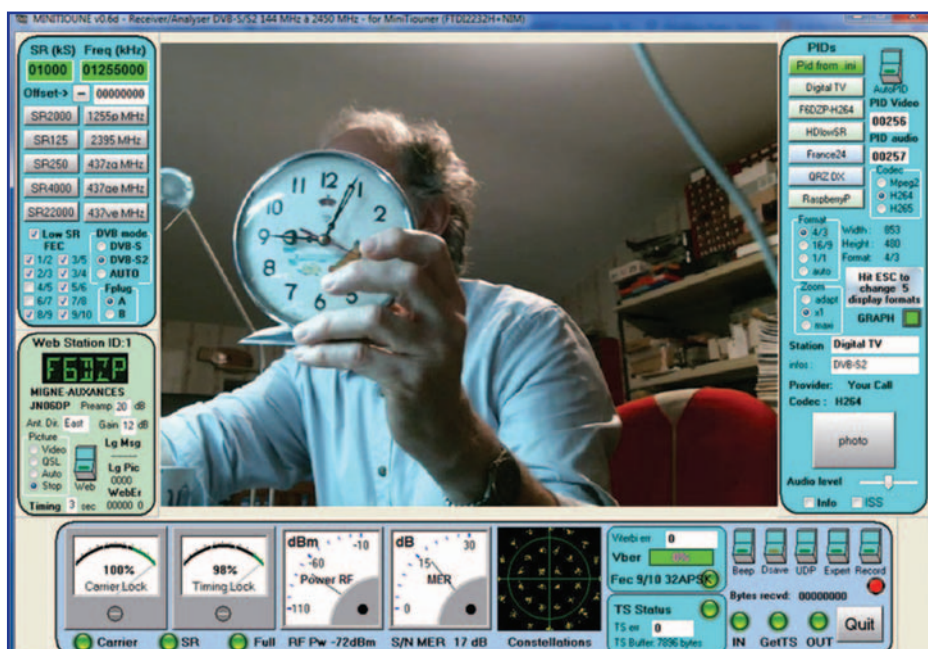 MINITIOUNE v0.6d - Receiver/Analyser DVB-S/S2 144 MHz à 2450 MHz - for MiniTiouner (FTDI2232H+NIM)
SR (kS) Freq (kHz)
01000 01255000
Offset-> - 00000000
SR2000 1255p MHz
SR125 2395 MHz
SR250 437za MHz
SR4000 437ae MHz
SR22000 437ve MHz
Low SR DVB mode
FEC DVB-S
1/2 3/5 DVB-S2
2/3 3/4 AUTO
4/5 5/6 Fplug
6/7 7/8 A
8/9 9/10 B
Web Station ID:1
F6DZP
MIGNE-AUXANCES
JN06DP Preamp 20 dB
Ant. Dir. East Gain 12 dB
Picture
Video
QSL
Auto
Stop
Web
Lg Msg
Lg Pic
0000
WebEr
Timing 3 sec 00000 0
12
1
2
5
6
7
8
9
10
11
PIDs
Pid from .ini
Digital TV
F6DZP-H264
HDlowSR
France24
QRZ DX
RaspberryP
AutoPID
PID Video
00256
PID audio
00257
Codec
Mpeg2
H264
H265
Format
4/3
16/9
1/1
auto
Width : 853
Height : 480
Format: 4/3
Hit ESC to
change 5
display formats
Zoom
adapt
x1
maxi
GRAPH
Station Digital TV
infos : DVB-S2
Provider: Your Call
Codec : H264
photo
Audio level
Info ISS
100%
Carrier Lock
98%
Timing Lock
dBm
-10
-60
Power RF
-110
dB
30
15
MER
0
Carrier SR Full RF Pw -72dBm S/N MER 17 dB Constellations
Viterbi err 0
Vber
Fec 9/10 32APSK
TS Status
TS err 0
TS Buffer: 7896 bytes
Beep Dsave UDP Expert Record
Bytes recvd: 00000000
IN GetTS OUT
Quit